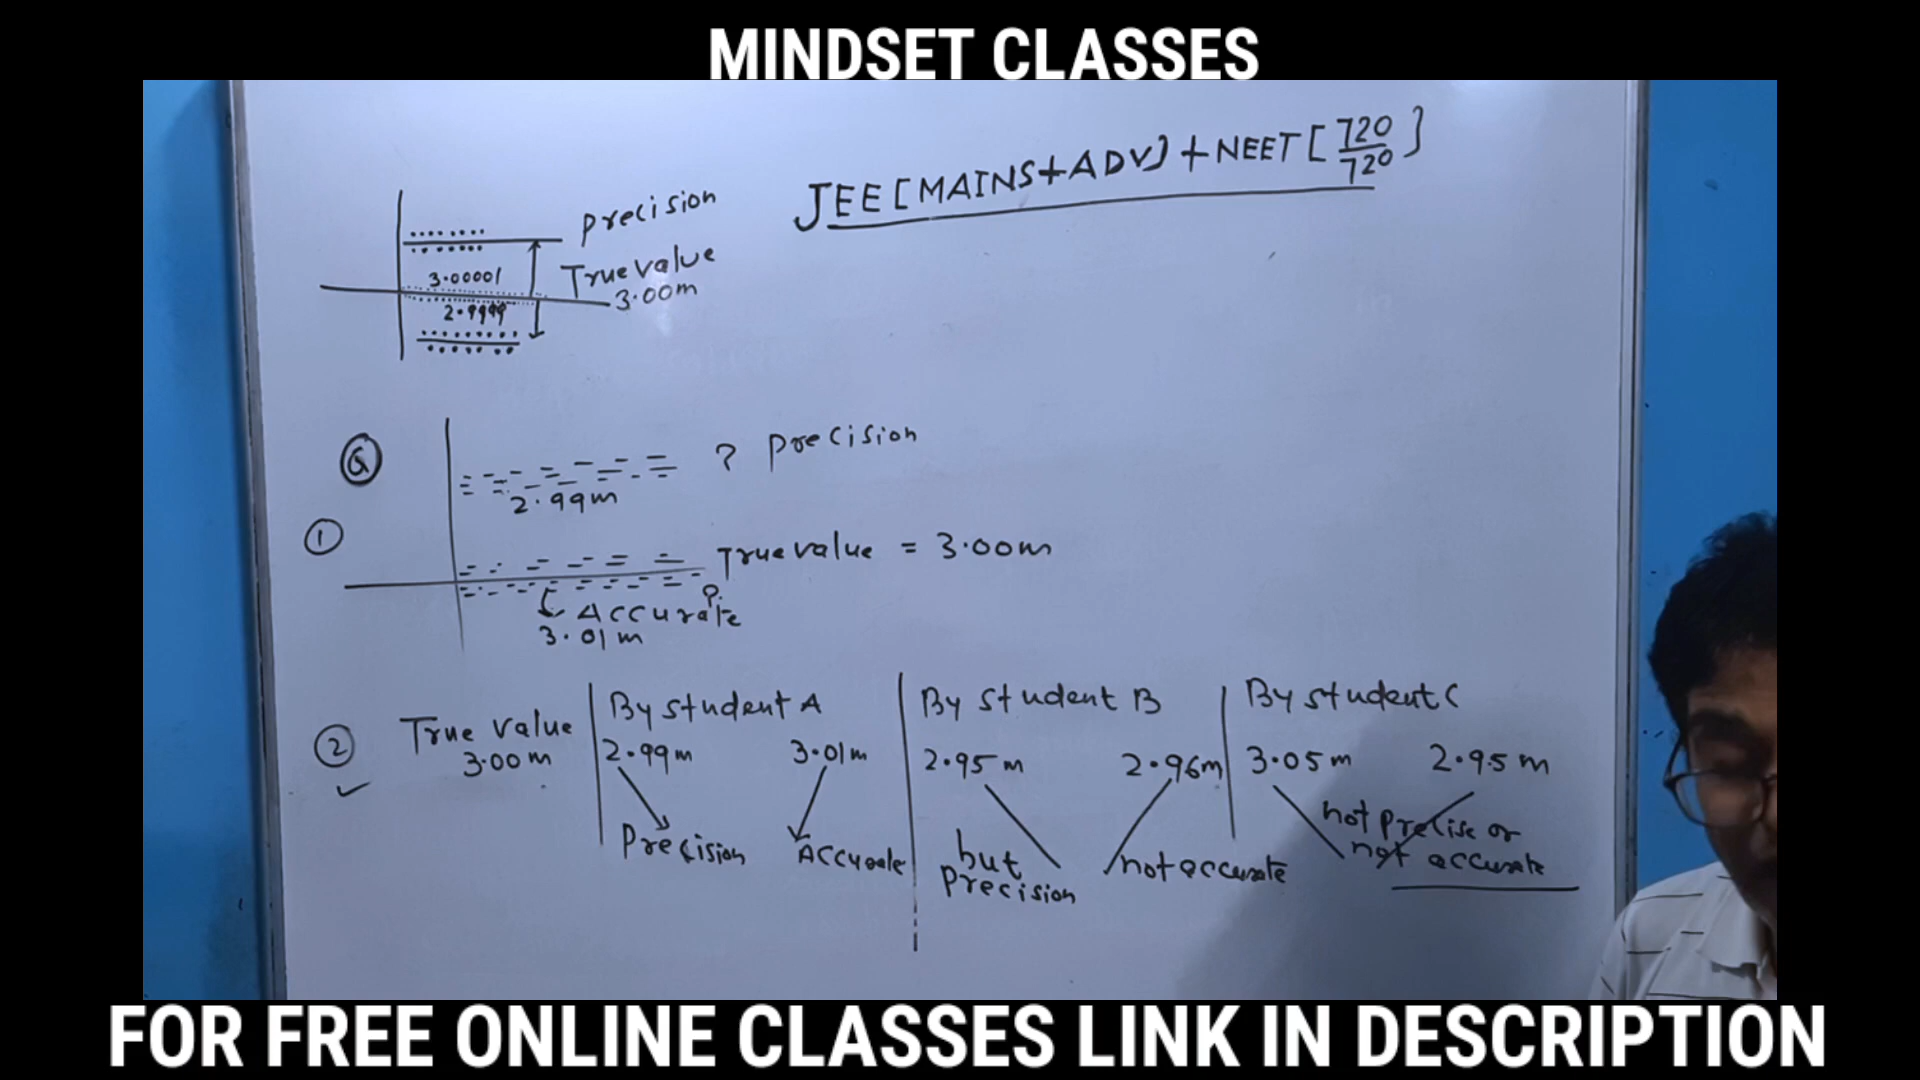 MINDSET CLASSES
JEE [MAINS+ADV] + NEET [720/720]
precision
3.00001
True value
3.00m
2.9999
Q
? precision
2.99m
1
True value = 3.00m
Accurate
3.01m
2
True value
3.00m
By student A
2.99m 3.01m
Precision Accurate
By student B
2.95m 2.96m
but not accurate
precision
By student C
3.05m 2.95m
not precise or
not accurate
FOR FREE ONLINE CLASSES LINK IN DESCRIPTION